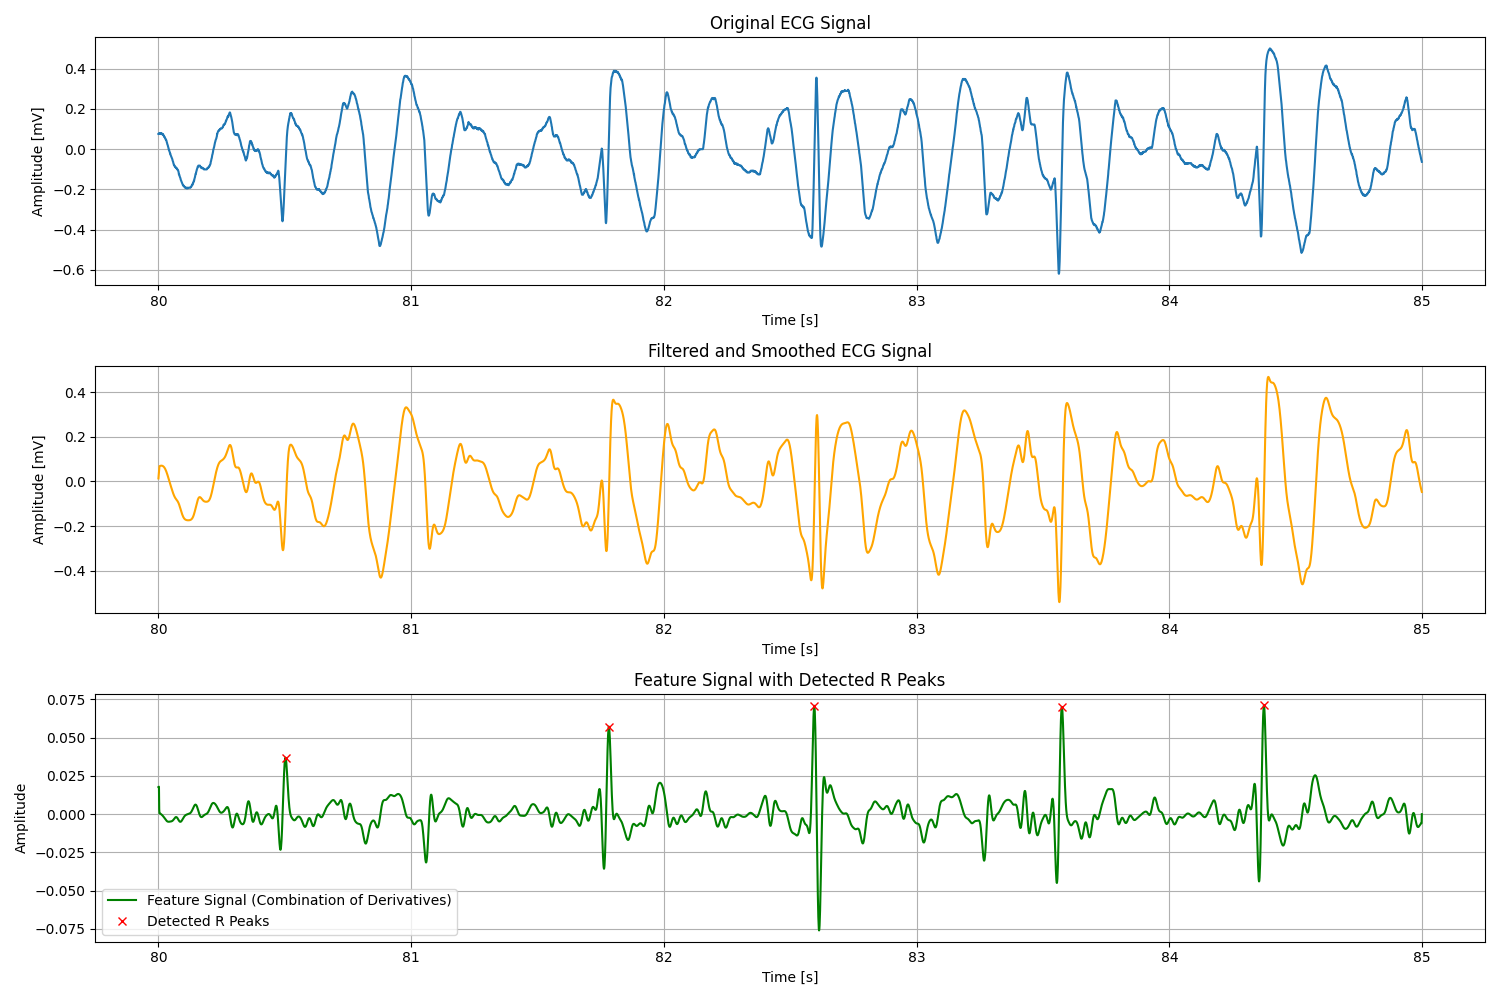 Original ECG Signal
0.4
0.2
0.0
−0.2
−0.4
−0.6
Amplitude [mV]
80 81 82 83 84 85
Time [s]
Filtered and Smoothed ECG Signal
0.4
0.2
0.0
−0.2
−0.4
Amplitude [mV]
80 81 82 83 84 85
Time [s]
Feature Signal with Detected R Peaks
0.075
0.050
0.025
0.000
−0.025
−0.050
−0.075
Amplitude
Feature Signal (Combination of Derivatives)
Detected R Peaks
80 81 82 83 84 85
Time [s]